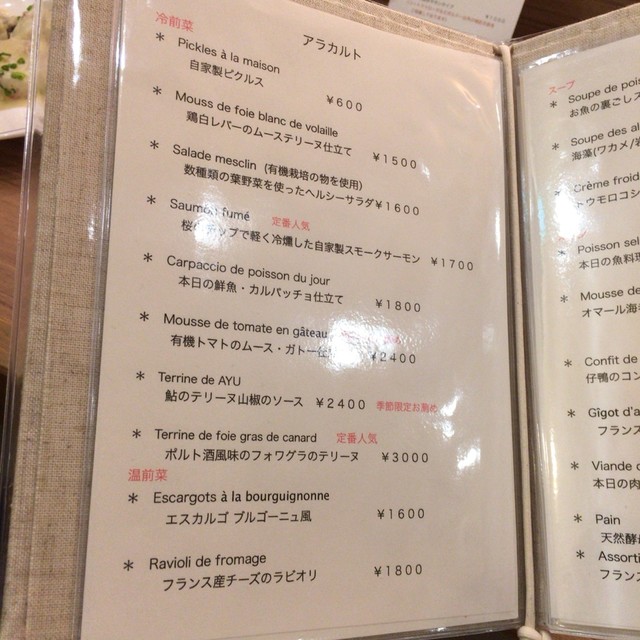 冷前菜
アラカルト
* Pickles à la maison
自家製ピクルス
￥600
* Mouss de foie blanc de volaille
鶏白レバーのムーステリーヌ仕立て ￥1500
* Salade mesclin (有機栽培の物を使用)
数種類の葉野菜を使ったヘルシーサラダ￥1600
* Saumon fumé 定番人気
チップで軽く冷燻した自家製スモークサーモン ￥1700
* Carpaccio de poisson du jour
本日の鮮魚・カルパッチョ仕立て ￥1800
* Mousse de tomate en gâteau
有機トマトのムース・ガトー仕 ￥2400
* Terrine de AYU
鮎のテリーヌ山椒のソース ￥2400 季節限定お薦め
* Terrine de foie gras de canard 定番人気
ポルト酒風味のフォワグラのテリーヌ ￥3000
温前菜
* Escargots à la bourguignonne
エスカルゴ ブルゴーニュ風 ￥1600
* Ravioli de fromage
フランス産チーズのラビオリ ￥1800
スープ
* Soupe de
お魚の裏ごし
* Soupe des
海藻(ワカメ/
* Crème froid
トウモロコシ
* Poisson
本日の魚料理
* Mousse de
オマール海
* Confit de
仔鴨のコン
* Gîgot
フランス
* Viande
本日の肉
* Pain
天然酵
* Assorti
フランス